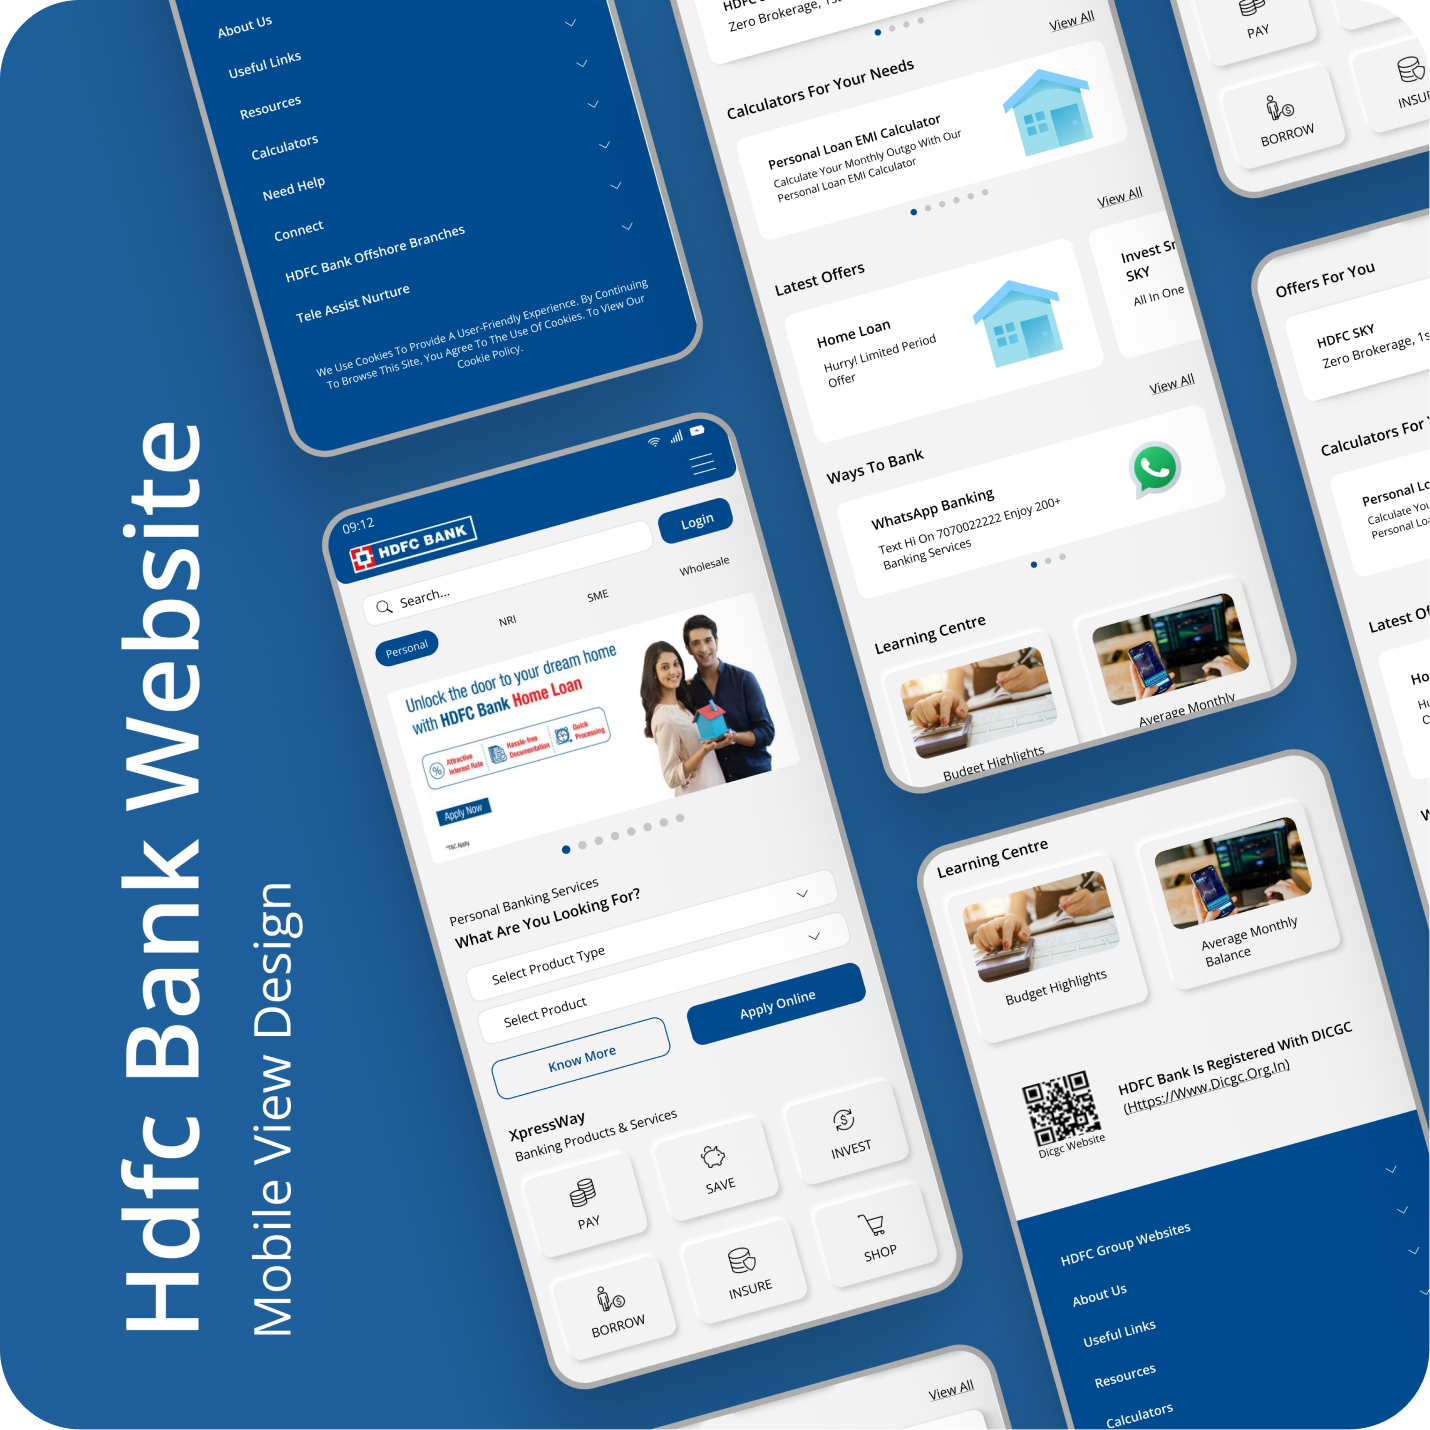 Hdfc Bank Website
Mobile View Design
About Us
Useful Links
Resources
Calculators
Need Help
Connect
HDFC Bank Offshore Branches
Tele Assist Nurture
We Use Cookies To Provide A User-Friendly Experience. By Continuing
To Browse This Site, You Agree To The Use Of Cookies. To View Our
Cookie Policy.
09:12
HDFC BANK
Search...
Login
Personal
NRI
SME
Wholesale
Unlock the door to your dream home
with HDFC Bank Home Loan
%
Attractive
Interest Rate
Hassle-free
Documentation
Quick
Processing
Apply Now
*T&C Apply
Personal Banking Services
What Are You Looking For?
Select Product Type
Select Product
Know More
Apply Online
XpressWay
Banking Products & Services
PAY
SAVE
INVEST
BORROW
INSURE
SHOP
Zero Brokerage, 1s
View All
Calculators For Your Needs
Personal Loan EMI Calculator
Calculate Your Monthly Outgo With Our
Personal Loan EMI Calculator
View All
Latest Offers
Home Loan
Hurry! Limited Period
Offer
Invest Sm
SKY
All In One
View All
Ways To Bank
WhatsApp Banking
Text Hi On 7070022222 Enjoy 200+
Banking Services
Learning Centre
Budget Highlights
Average Monthly
View All
Learning Centre
Budget Highlights
Average Monthly
Balance
Dicgc Website
HDFC Bank Is Registered With DICGC
(Https://Www.Dicgc.Org.In)
HDFC Group Websites
About Us
Useful Links
Resources
Calculators
PAY
BORROW
INSUR
Offers For You
HDFC SKY
Zero Brokerage, 1s
Calculators For Y
Personal Lo
Calculate You
Personal Loa
Latest Of
Ho
Hu
O
W